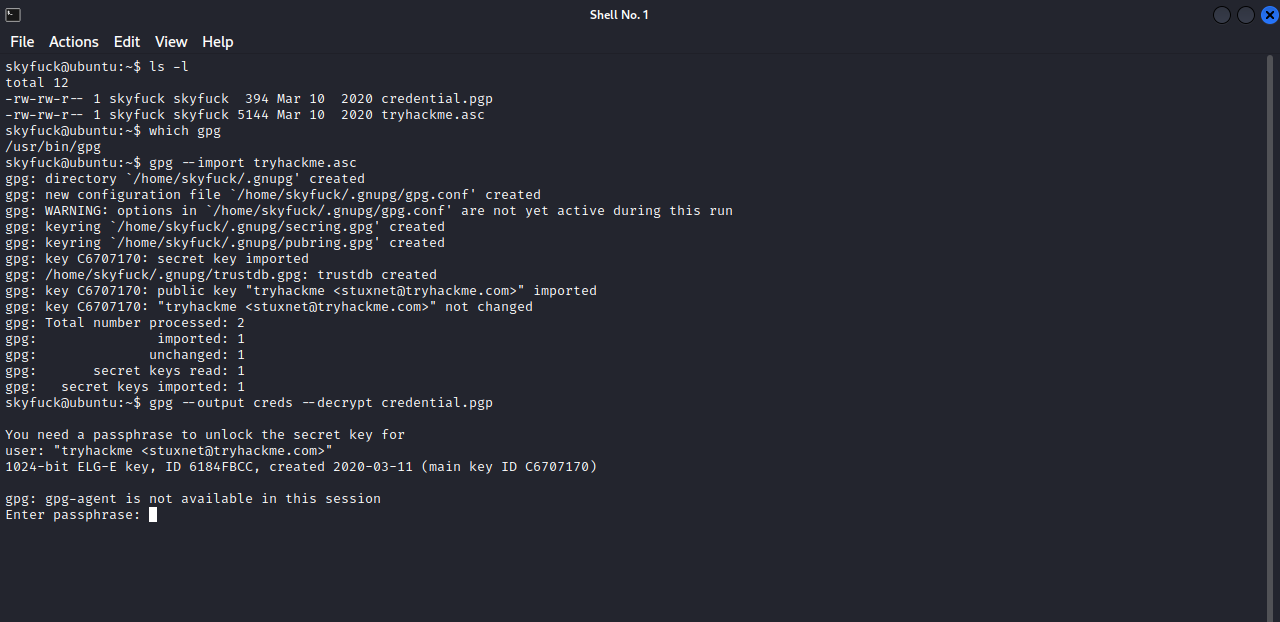 Shell No. 1
File Actions Edit View Help
skyfuck@ubuntu:~$ ls -l
total 12
-rw-rw-r-- 1 skyfuck skyfuck  394 Mar 10  2020 credential.pgp
-rw-rw-r-- 1 skyfuck skyfuck 5144 Mar 10  2020 tryhackme.asc
skyfuck@ubuntu:~$ which gpg
/usr/bin/gpg
skyfuck@ubuntu:~$ gpg --import tryhackme.asc
gpg: directory `/home/skyfuck/.gnupg' created
gpg: new configuration file `/home/skyfuck/.gnupg/gpg.conf' created
gpg: WARNING: options in `/home/skyfuck/.gnupg/gpg.conf' are not yet active during this run
gpg: keyring `/home/skyfuck/.gnupg/secring.gpg' created
gpg: keyring `/home/skyfuck/.gnupg/pubring.gpg' created
gpg: key C6707170: secret key imported
gpg: /home/skyfuck/.gnupg/trustdb.gpg: trustdb created
gpg: key C6707170: public key "tryhackme <stuxnet@tryhackme.com>" imported
gpg: key C6707170: "tryhackme <stuxnet@tryhackme.com>" not changed
gpg: Total number processed: 2
gpg:               imported: 1
gpg:              unchanged: 1
gpg:       secret keys read: 1
gpg:   secret keys imported: 1
skyfuck@ubuntu:~$ gpg --output creds --decrypt credential.pgp
You need a passphrase to unlock the secret key for
user: "tryhackme <stuxnet@tryhackme.com>"
1024-bit ELG-E key, ID 6184FBCC, created 2020-03-11 (main key ID C6707170)
gpg: gpg-agent is not available in this session
Enter passphrase: